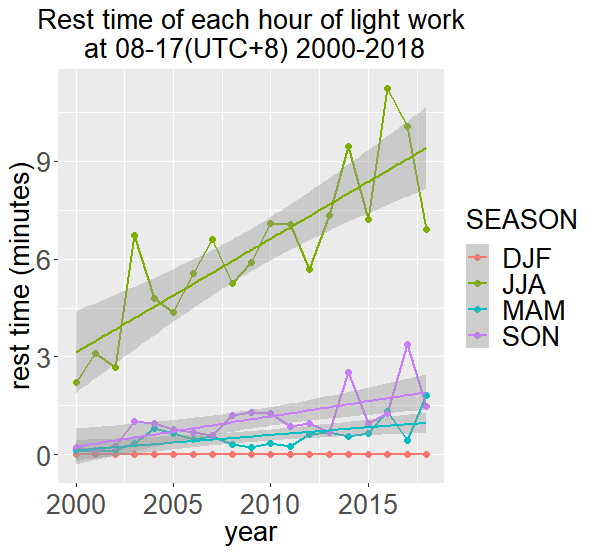 Rest time of each hour of light work
at 08-17(UTC+8) 2000-2018
rest time (minutes)
9
6
3
0
2000 2005 2010 2015
year
SEASON
DJF
JJA
MAM
SON